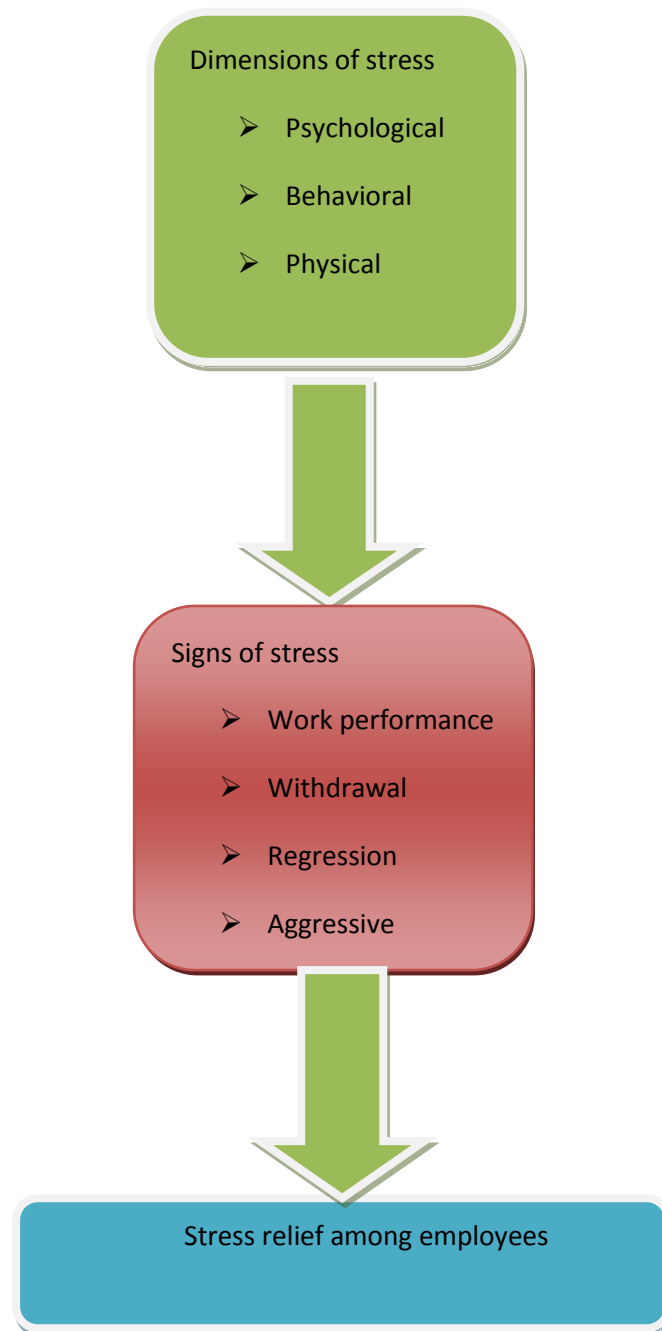 Dimensions of stress
➢ Psychological
➢ Behavioral
➢ Physical
Signs of stress
➢ Work performance
➢ Withdrawal
➢ Regression
➢ Aggressive
Stress relief among employees